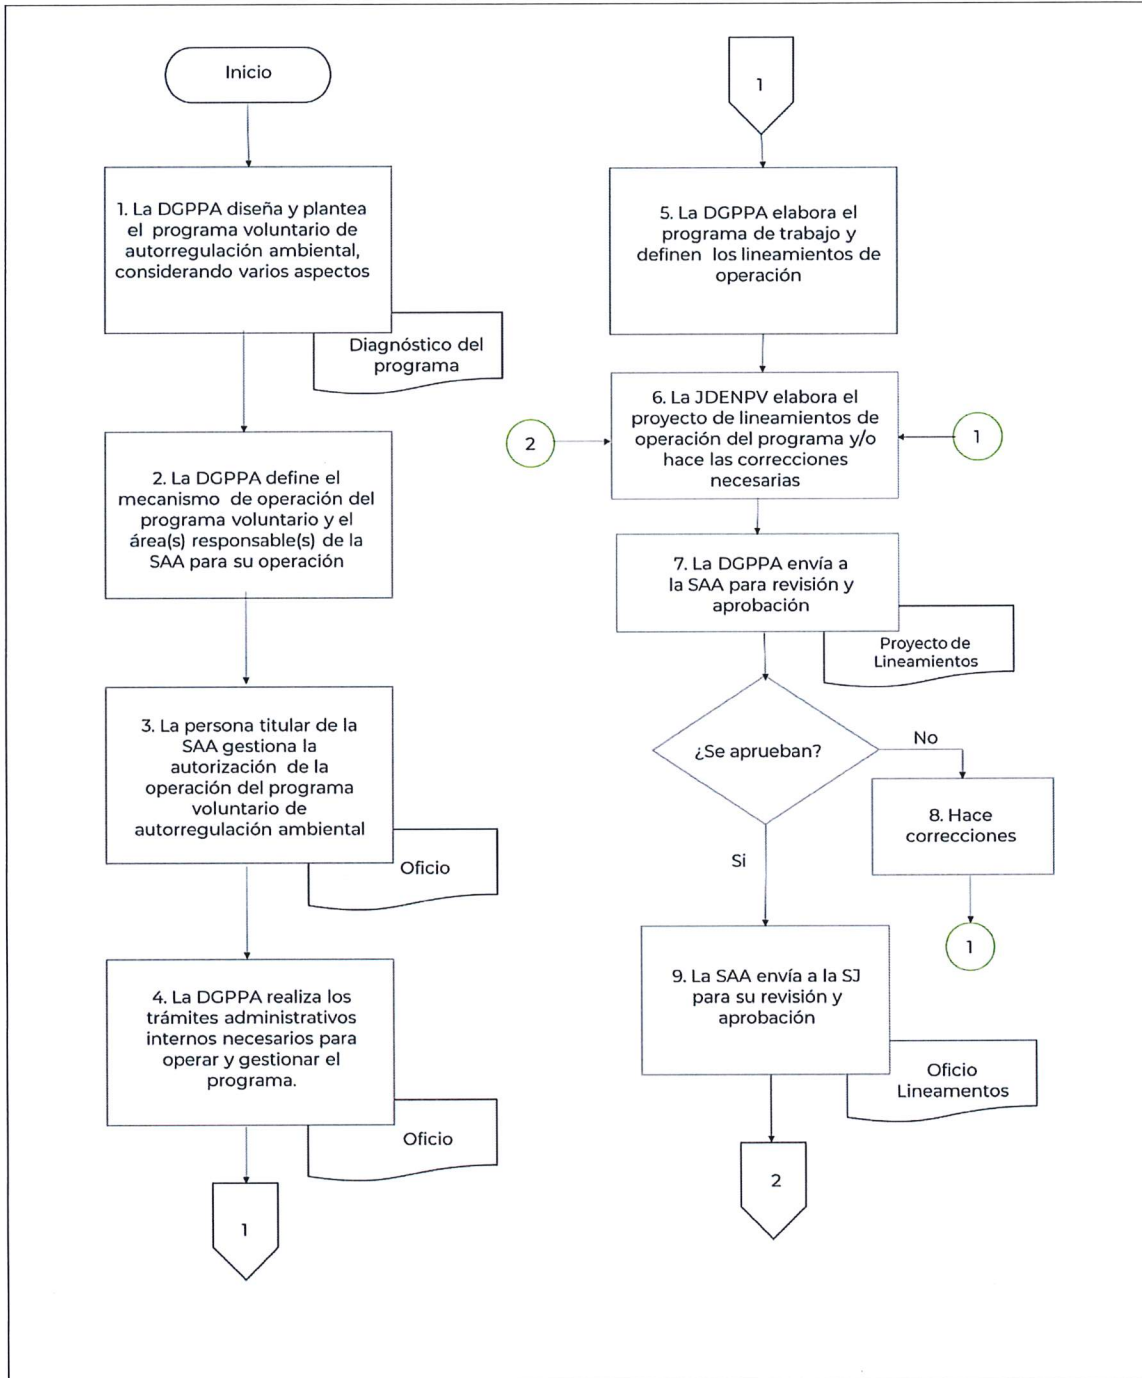 Inicio
1. La DGPPA diseña y plantea
el programa voluntario de
autorregulación ambiental,
considerando varios aspectos
Diagnóstico del
programa
2. La DGPPA define el
mecanismo de operación del
programa voluntario y el
área(s) responsable(s) de la
SAA para su operación
3. La persona titular de la
SAA gestiona la
autorización de la
operación del programa
voluntario de
autorregulación ambiental
Oficio
4. La DGPPA realiza los
trámites administrativos
internos necesarios para
operar y gestionar el
programa.
Oficio
1
1
5. La DGPPA elabora el
programa de trabajo y
definen los lineamientos de
operación
6. La JDENPV elabora el
proyecto de lineamientos de
operación del programa y/o
hace las correcciones
necesarias
2
1
7. La DGPPA envía a
la SAA para revisión y
aprobación
Proyecto de
Lineamientos
¿Se aprueban?
No
8. Hace
correcciones
1
Si
9. La SAA envía a la SJ
para su revisión y
aprobación
Oficio
Lineamentos
2